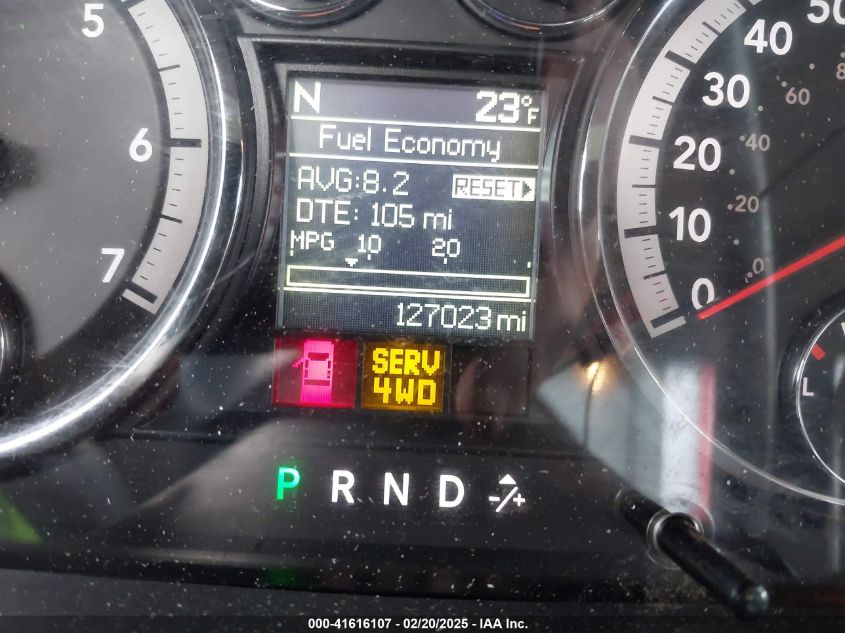 5
6
7
N 23°F
Fuel Economy
AVG:8.2 RESET
DTE: 105 mi
MPG 10 20
127023 mi
SERV
4WD
P R N D -/+
50
40
30
20
10
0
60
40
20
0
L
000-41616107 - 02/20/2025 - IAA Inc.